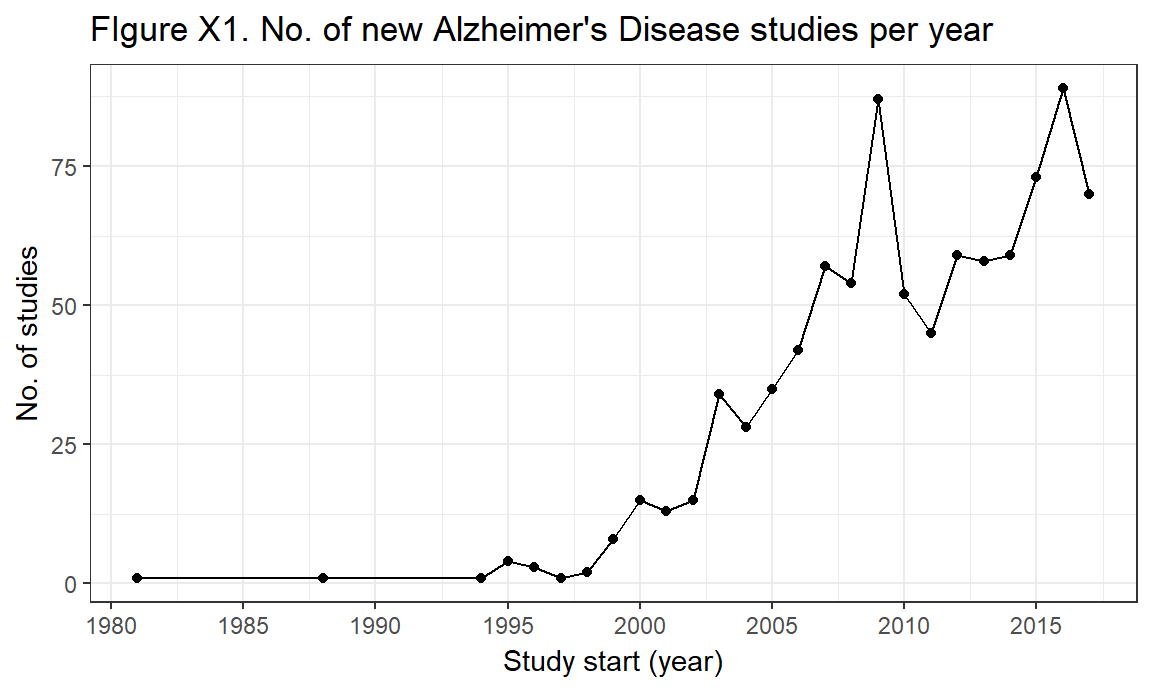 FIgure X1. No. of new Alzheimer's Disease studies per year
No. of studies
75
50
25
0
1980 1985 1990 1995 2000 2005 2010 2015
Study start (year)